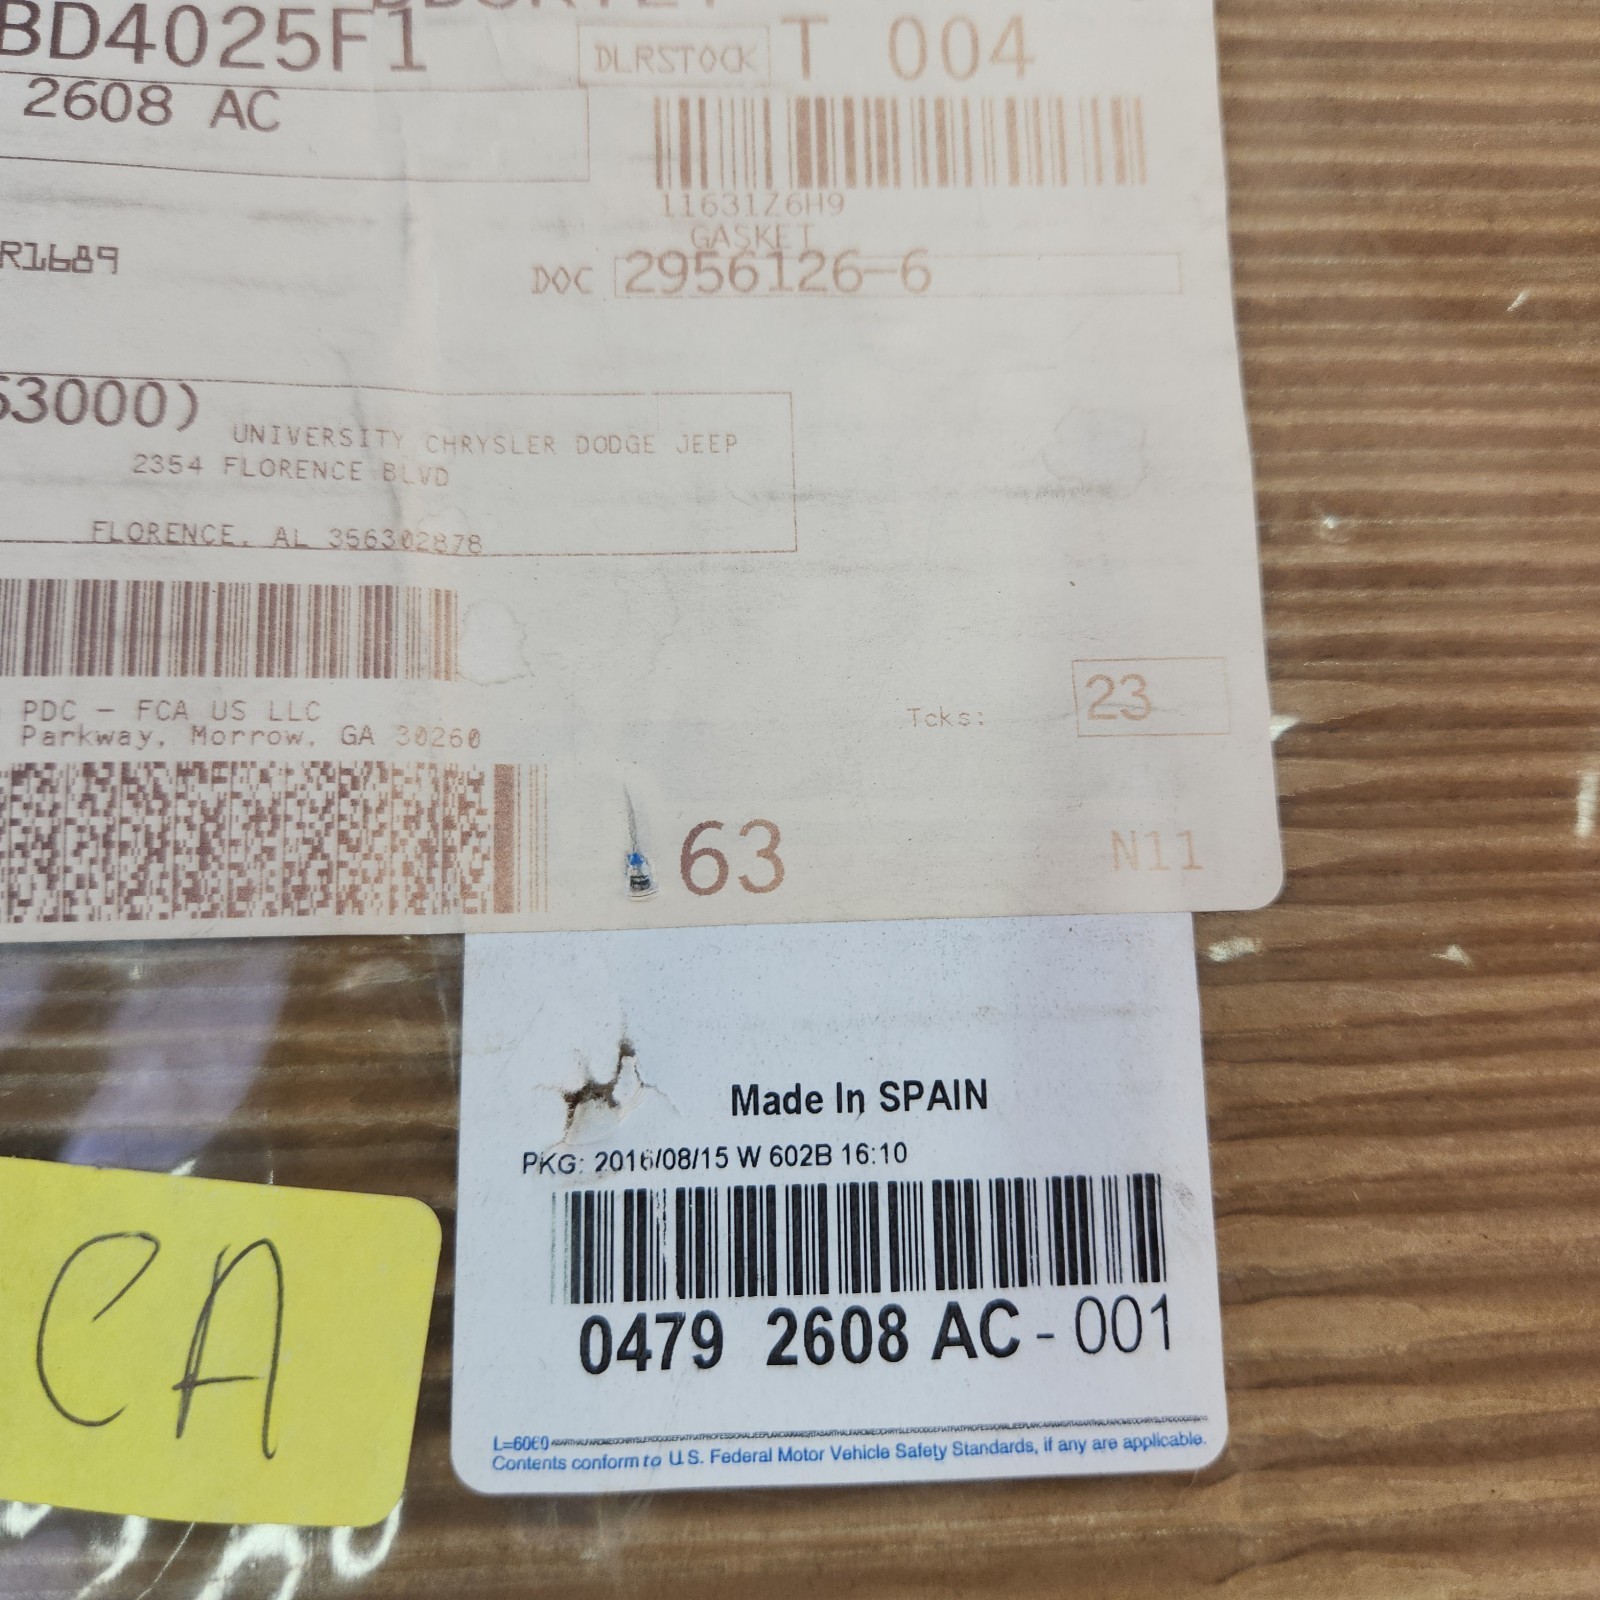 BD4025F1
DLRSTOCK T 004
2608 AC
11631Z6H9
GASKET
R1689
DOC 2956126-6
63000)
UNIVERSITY CHRYSLER DODGE JEEP
2354 FLORENCE BLVD
FLORENCE, AL 356302878
PDC - FCA US LLC
Parkway, Morrow, GA 30260
Tcks: 23
63
N11
Made In SPAIN
PKG: 2016/08/15 W 602B 16:10
0479 2608 AC - 001
CA
L=6060
Contents conform to U.S. Federal Motor Vehicle Safety Standards, if any are applicable.